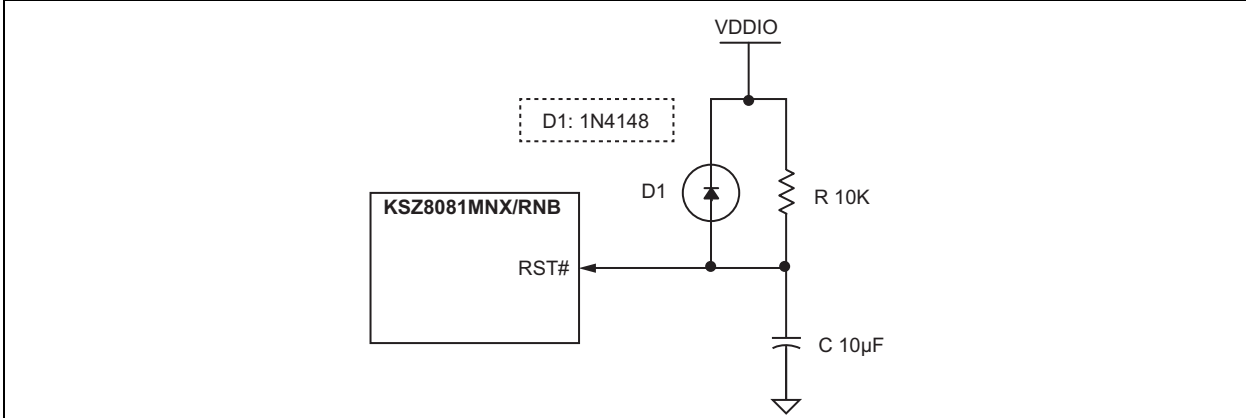 VDDIO
D1: 1N4148
D1
R 10K
KSZ8081MNX/RNB
RST#
C 10µF